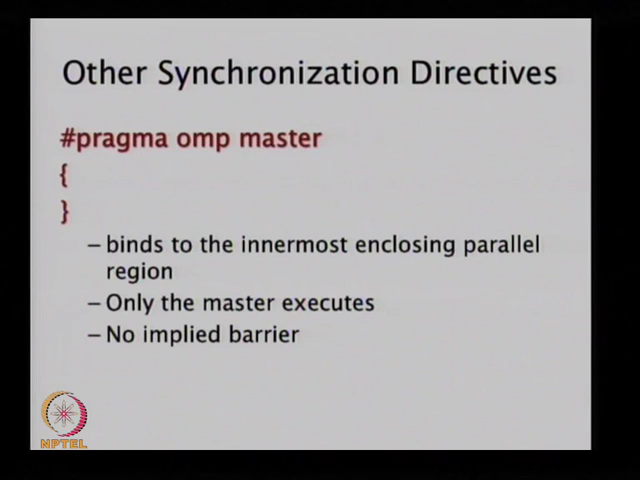 Other Synchronization Directives
#pragma omp master
{
}
– binds to the innermost enclosing parallel
region
– Only the master executes
– No implied barrier
NPTEL